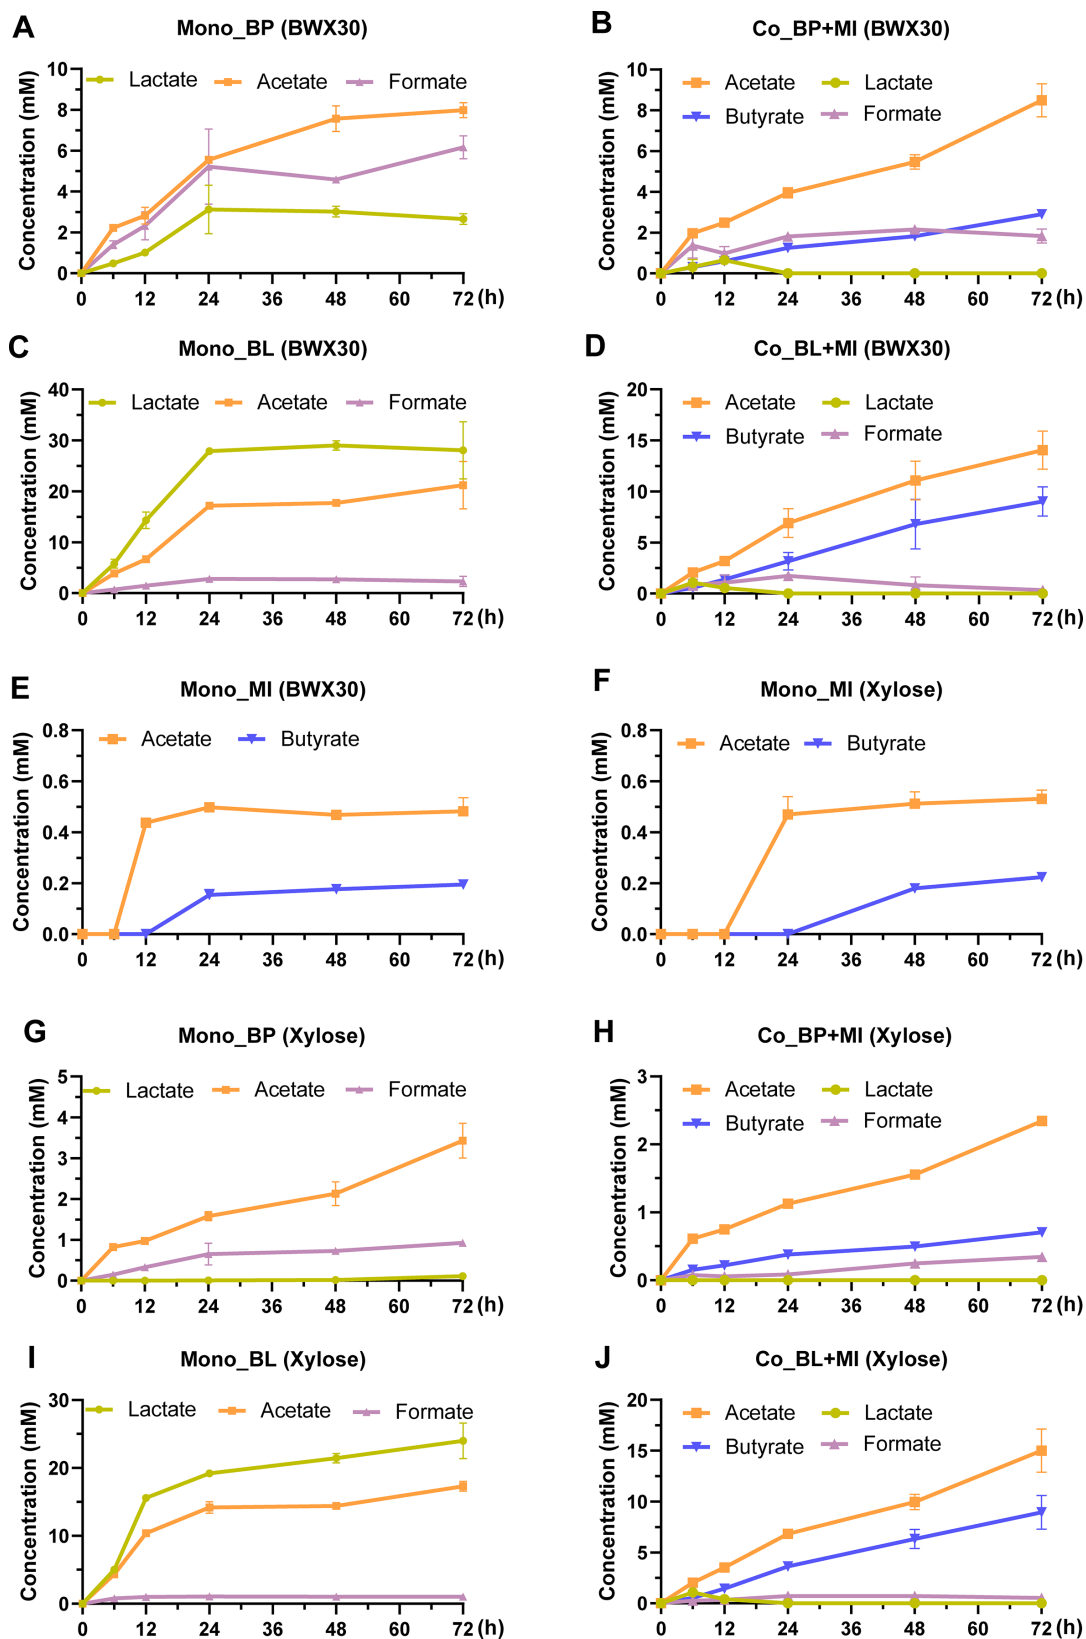 A
Mono_BP (BWX30)
Concentration (mM)
Lactate Acetate Formate
10
8
6
4
2
0
0 12 24 36 48 60 72 (h)
B
Co_BP+MI (BWX30)
Concentration (mM)
Acetate Lactate
Butyrate Formate
10
8
6
4
2
0
0 12 24 36 48 60 72 (h)
C
Mono_BL (BWX30)
Concentration (mM)
Lactate Acetate Formate
40
30
20
10
0
0 12 24 36 48 60 72 (h)
D
Co_BL+MI (BWX30)
Concentration (mM)
Acetate Lactate
Butyrate Formate
20
15
10
5
0
0 12 24 36 48 60 72 (h)
E
Mono_MI (BWX30)
Concentration (mM)
Acetate Butyrate
0.8
0.6
0.4
0.2
0.0
0 12 24 36 48 60 72 (h)
F
Mono_MI (Xylose)
Concentration (mM)
Acetate Butyrate
0.8
0.6
0.4
0.2
0.0
0 12 24 36 48 60 72 (h)
G
Mono_BP (Xylose)
Concentration (mM)
Lactate Acetate Formate
5
4
3
2
1
0
0 12 24 36 48 60 72 (h)
H
Co_BP+MI (Xylose)
Concentration (mM)
Acetate Lactate
Butyrate Formate
3
2
1
0
0 12 24 36 48 60 72 (h)
I
Mono_BL (Xylose)
Concentration (mM)
Lactate Acetate Formate
30
20
10
0
0 12 24 36 48 60 72 (h)
J
Co_BL+MI (Xylose)
Concentration (mM)
Acetate Lactate
Butyrate Formate
20
15
10
5
0
0 12 24 36 48 60 72 (h)